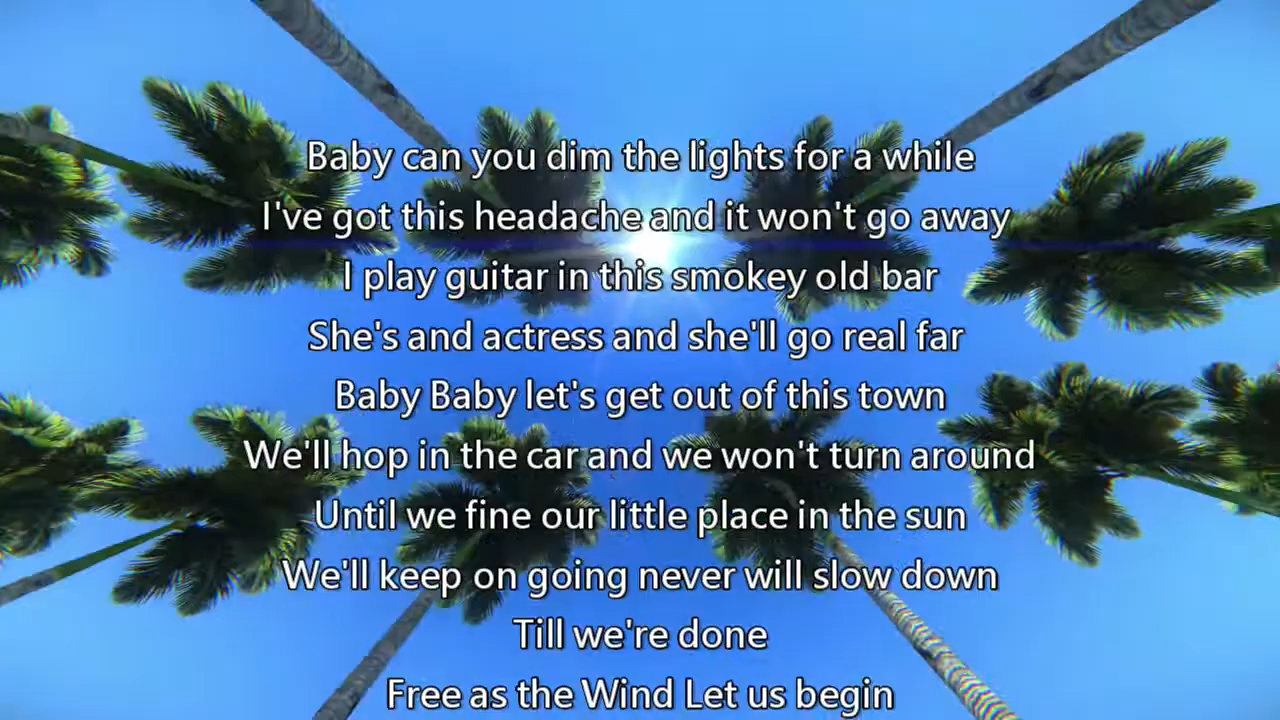 Baby can you dim the lights for a while
I've got this headache and it won't go away
I play guitar in this smokey old bar
She's and actress and she'll go real far
Baby Baby let's get out of this town
We'll hop in the car and we won't turn around
Until we fine our little place in the sun
We'll keep on going never will slow down
Till we're done
Free as the Wind Let us begin